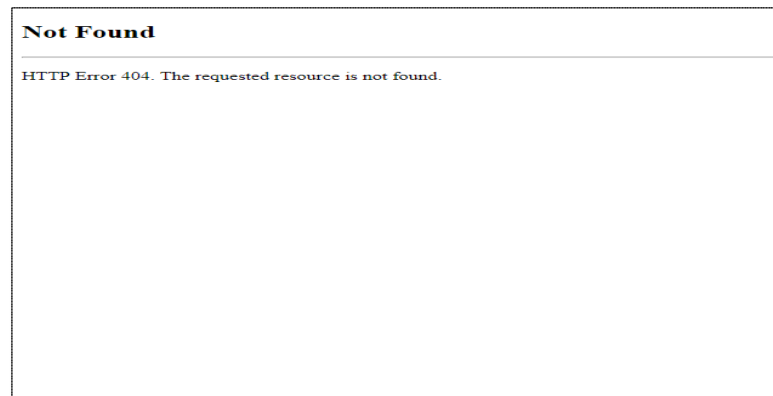 Not Found
HTTP Error 404. The requested resource is not found.